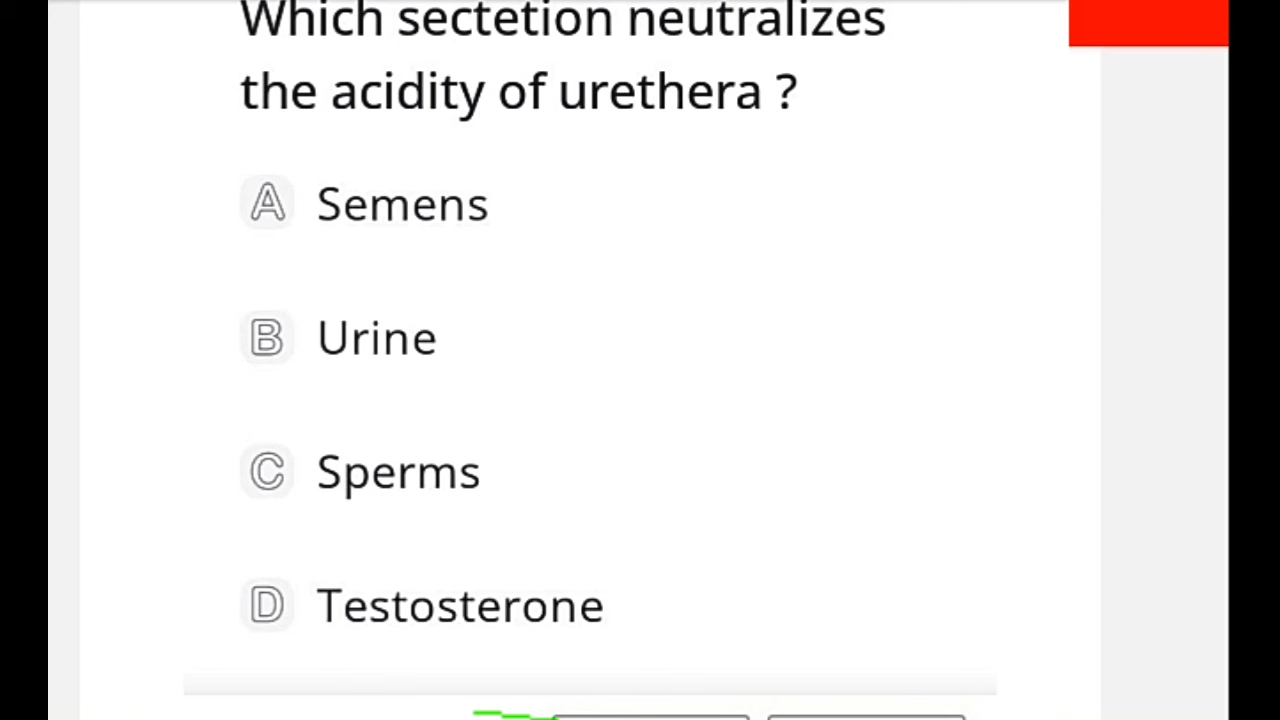 Which sectetion neutralizes
the acidity of urethera ?
A Semens
B Urine
C Sperms
D Testosterone